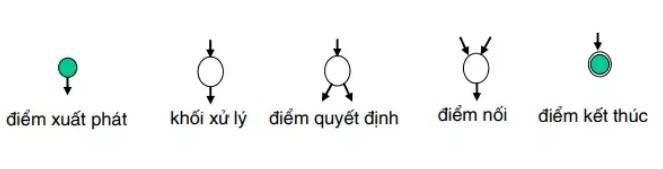 điểm xuất phát khối xử lý điểm quyết định điểm nối điểm kết thúc